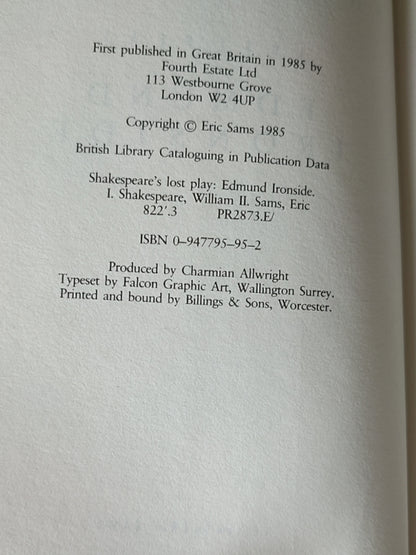 First published in Great Britain in 1985 by
Fourth Estate Ltd
113 Westbourne Grove
London W2 4UP
Copyright © Eric Sams 1985
British Library Cataloguing in Publication Data
Shakespeare's lost play: Edmund Ironside.
I. Shakespeare, William II. Sams, Eric
822'.3 PR2873.E/
ISBN 0–947795–95–2
Produced by Charmian Allwright
Typeset by Falcon Graphic Art, Wallington Surrey.
Printed and bound by Billings & Sons, Worcester.